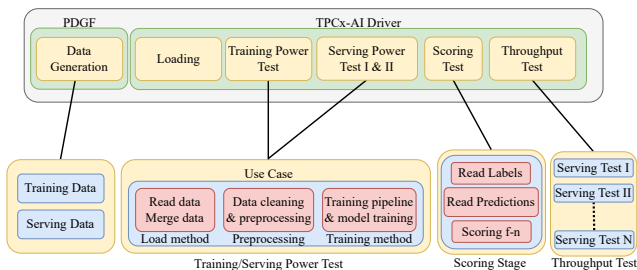 PDGF
TPCx-AI Driver
Data
Generation
Loading
Training Power
Test
Serving Power
Test I & II
Scoring
Test
Throughput
Test
Training Data
Serving Data
Use Case
Read data
Merge data
Load method
Data cleaning
& preprocessing
Preprocessing
Training pipeline
& model training
Training method
Training/Serving Power Test
Read Labels
Read Predictions
Scoring f-n
Scoring Stage
Serving Test I
Serving Test II
Serving Test N
Throughput Test